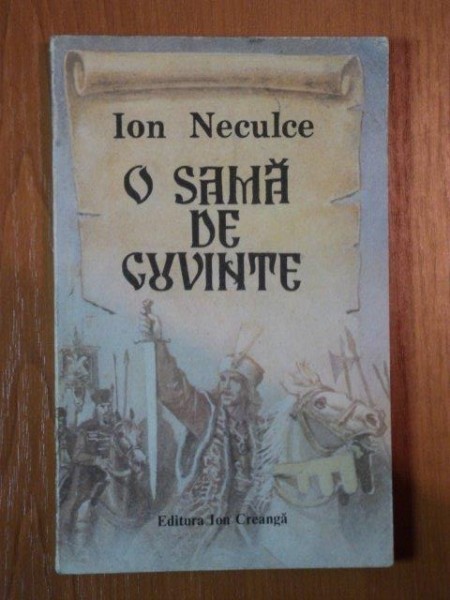 Ion Neculce
O SAMĂ
DE
CUVINTE
Editura Ion Creangă